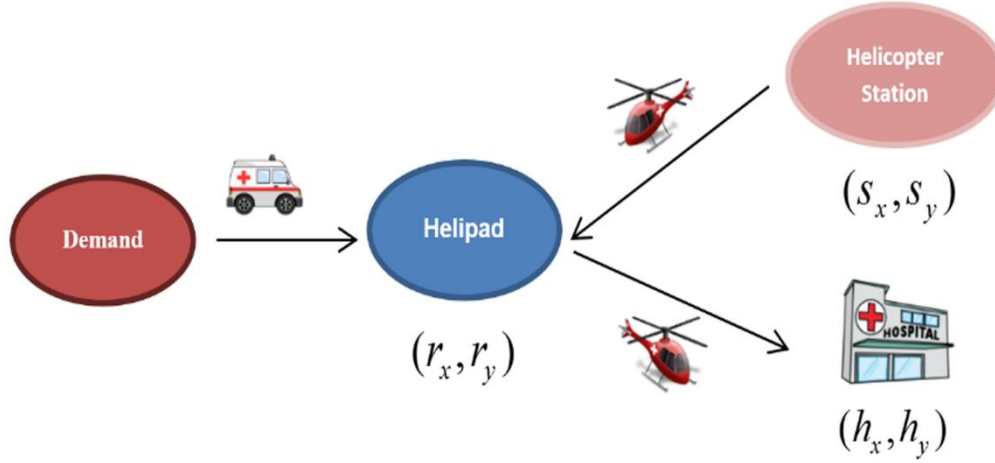 Helicopter
Station
(s_x, s_y)
Demand
Helipad
(r_x, r_y)
HOSPITAL
(h_x, h_y)